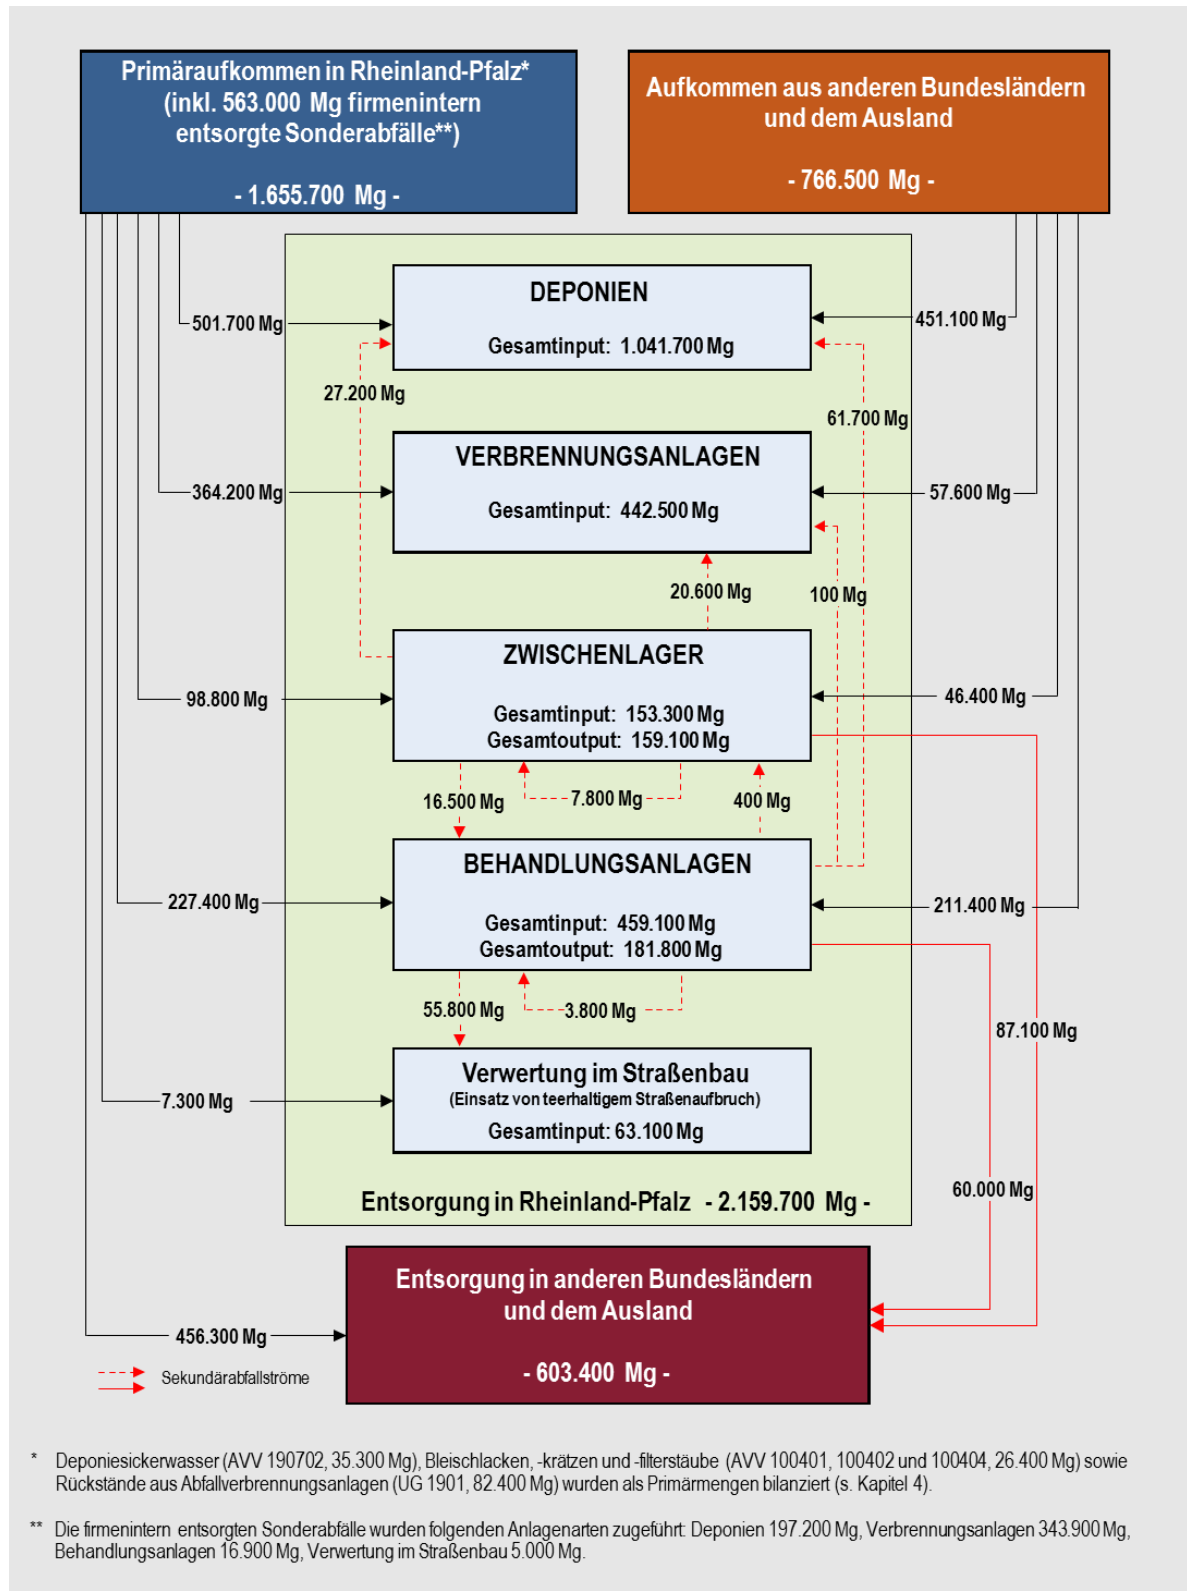 Primäraufkommen in Rheinland-Pfalz*
(inkl. 563.000 Mg firmenintern
entsorgte Sonderabfälle**)
- 1.655.700 Mg -
Aufkommen aus anderen Bundesländern
und dem Ausland
- 766.500 Mg -
DEPONIEN
Gesamtinput: 1.041.700 Mg
501.700 Mg
451.100 Mg
27.200 Mg
61.700 Mg
VERBRENNUNGSANLAGEN
Gesamtinput: 442.500 Mg
364.200 Mg
57.600 Mg
20.600 Mg
100 Mg
ZWISCHENLAGER
Gesamtinput: 153.300 Mg
Gesamtoutput: 159.100 Mg
98.800 Mg
46.400 Mg
16.500 Mg
7.800 Mg
400 Mg
BEHANDLUNGSANLAGEN
Gesamtinput: 459.100 Mg
Gesamtoutput: 181.800 Mg
227.400 Mg
211.400 Mg
55.800 Mg
3.800 Mg
87.100 Mg
Verwertung im Straßenbau
(Einsatz von teerhaltigem Straßenaufbruch)
Gesamtinput: 63.100 Mg
7.300 Mg
60.000 Mg
Entsorgung in Rheinland-Pfalz - 2.159.700 Mg -
Entsorgung in anderen Bundesländern
und dem Ausland
- 603.400 Mg -
456.300 Mg
Sekundärabfallströme
* Deponiesickerwasser (AVV 190702, 35.300 Mg), Bleischlacken, -krätzen und -filterstäube (AVV 100401, 100402 und 100404, 26.400 Mg) sowie
Rückstände aus Abfallverbrennungsanlagen (UG 1901, 82.400 Mg) wurden als Primärmengen bilanziert (s. Kapitel 4).
** Die firmenintern entsorgten Sonderabfälle wurden folgenden Anlagenarten zugeführt: Deponien 197.200 Mg, Verbrennungsanlagen 343.900 Mg,
Behandlungsanlagen 16.900 Mg, Verwertung im Straßenbau 5.000 Mg.